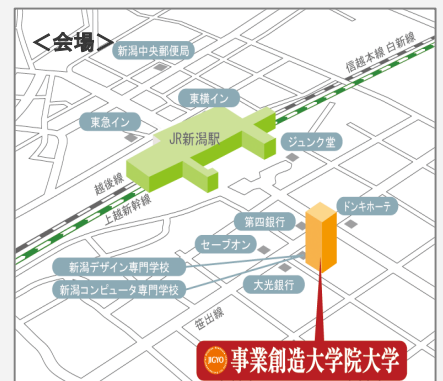 <会場>
新潟中央郵便局
信越本線 白新線
東横イン
東急イン
JR新潟駅
ジュンク堂
越後線
上越新幹線
ドンキホーテ
第四銀行
セーブオン
新潟デザイン専門学校
新潟コンピュータ専門学校
大光銀行
笹出線
JIGYO 事業創造大学院大学